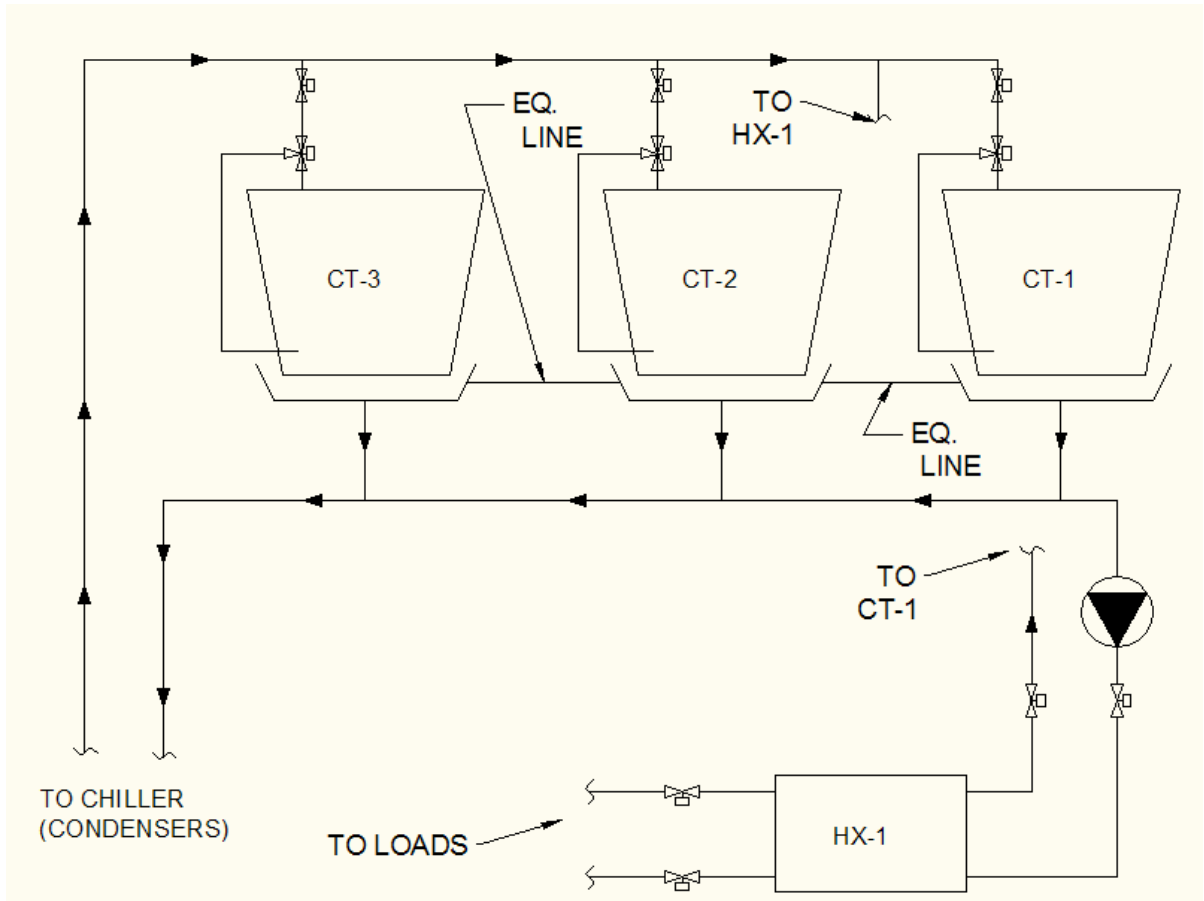 EQ.
LINE
TO
HX-1
CT-3
CT-2
CT-1
EQ.
LINE
TO
CT-1
TO CHILLER
(CONDENSERS)
TO LOADS
HX-1